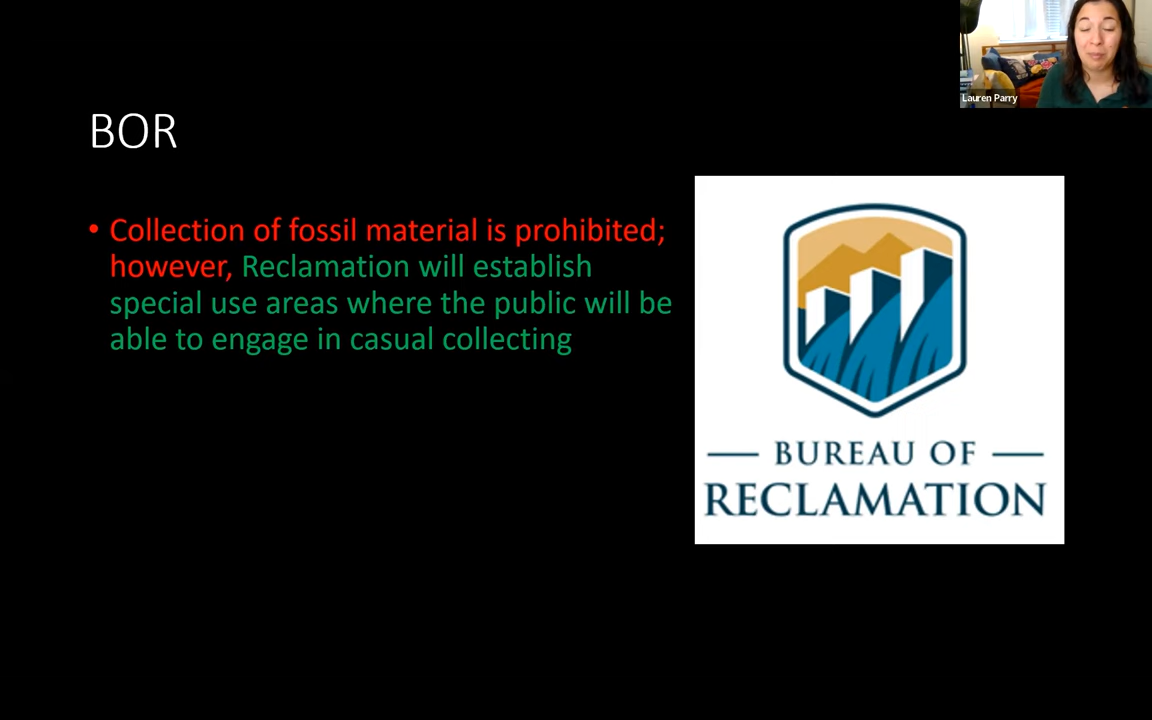 Lauren Parry
BOR
• Collection of fossil material is prohibited;
however, Reclamation will establish
special use areas where the public will be
able to engage in casual collecting
BUREAU OF
RECLAMATION